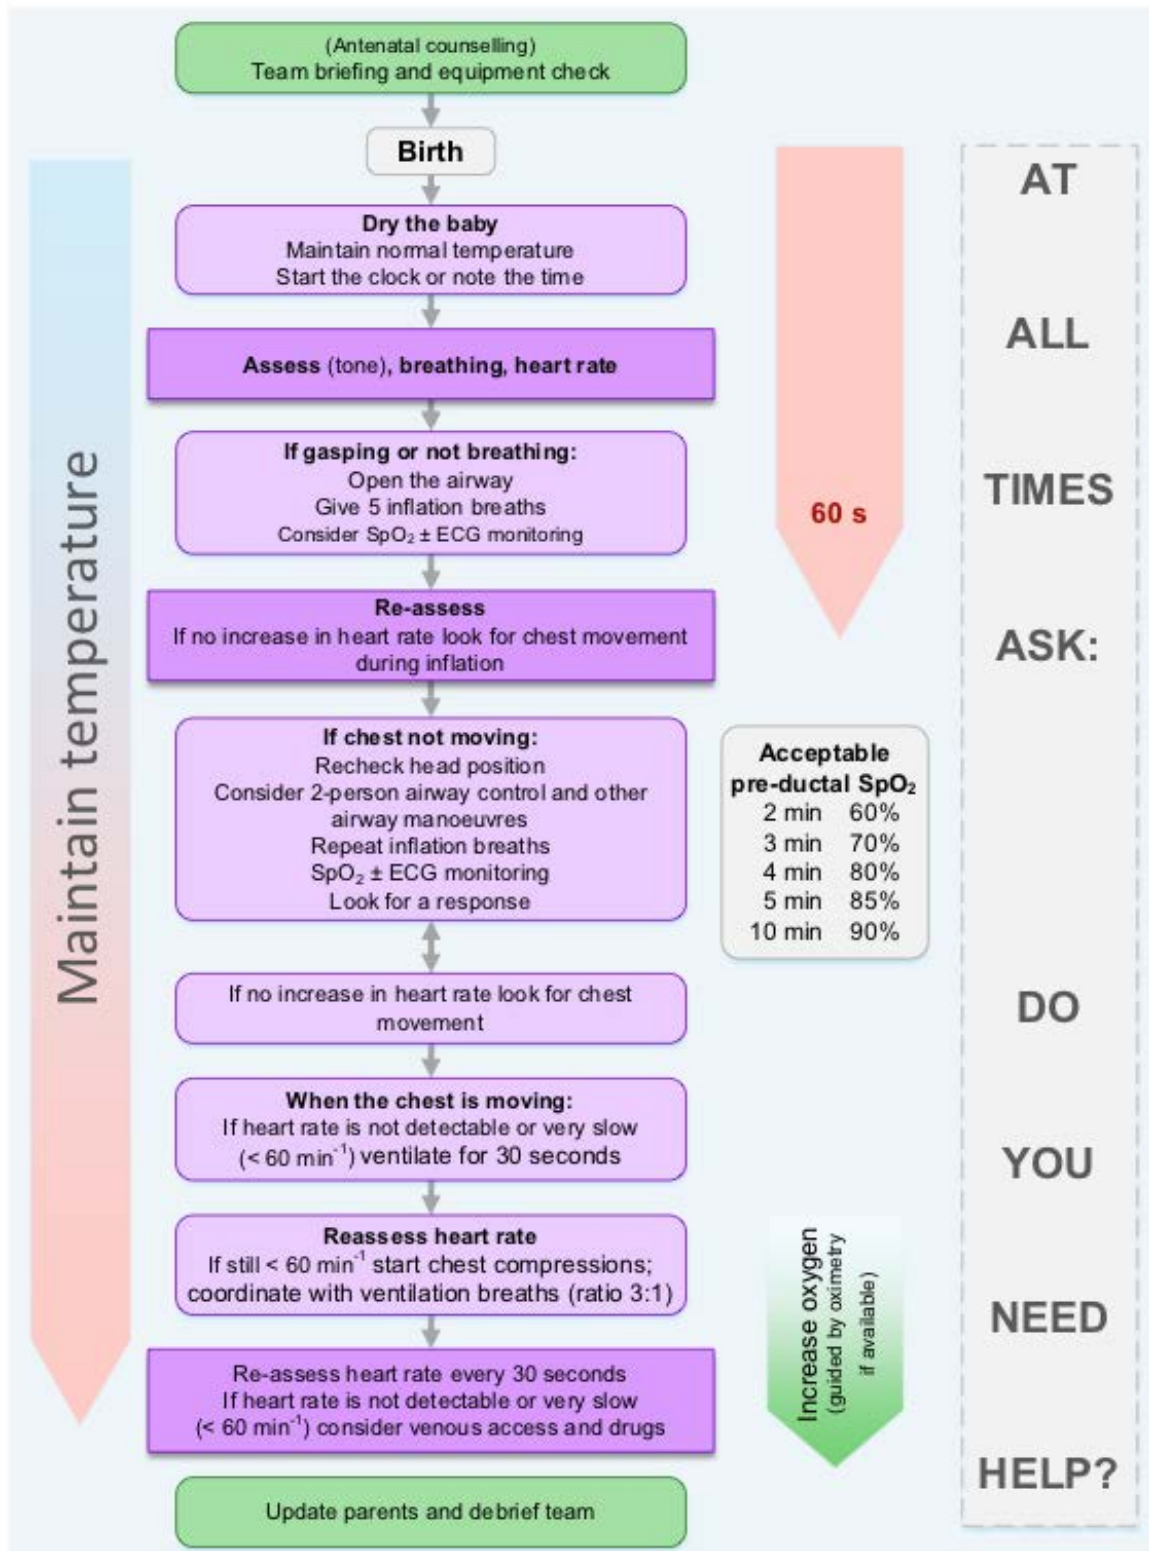 (Antenatal counselling)
Team briefing and equipment check
Birth
Dry the baby
Maintain normal temperature
Start the clock or note the time
Assess (tone), breathing, heart rate
If gasping or not breathing:
Open the airway
Give 5 inflation breaths
Consider SpO₂ ± ECG monitoring
Re-assess
If no increase in heart rate look for chest movement
during inflation
If chest not moving:
Recheck head position
Consider 2-person airway control and other
airway manoeuvres
Repeat inflation breaths
SpO₂ ± ECG monitoring
Look for a response
If no increase in heart rate look for chest
movement
When the chest is moving:
If heart rate is not detectable or very slow
(< 60 min⁻¹) ventilate for 30 seconds
Reassess heart rate
If still < 60 min⁻¹ start chest compressions;
coordinate with ventilation breaths (ratio 3:1)
Re-assess heart rate every 30 seconds
If heart rate is not detectable or very slow
(< 60 min⁻¹) consider venous access and drugs
Update parents and debrief team
Maintain temperature
60 s
Acceptable
pre-ductal SpO₂
2 min 60%
3 min 70%
4 min 80%
5 min 85%
10 min 90%
Increase oxygen
(guided by oximetry
if available)
AT
ALL
TIMES
ASK:
DO
YOU
NEED
HELP?